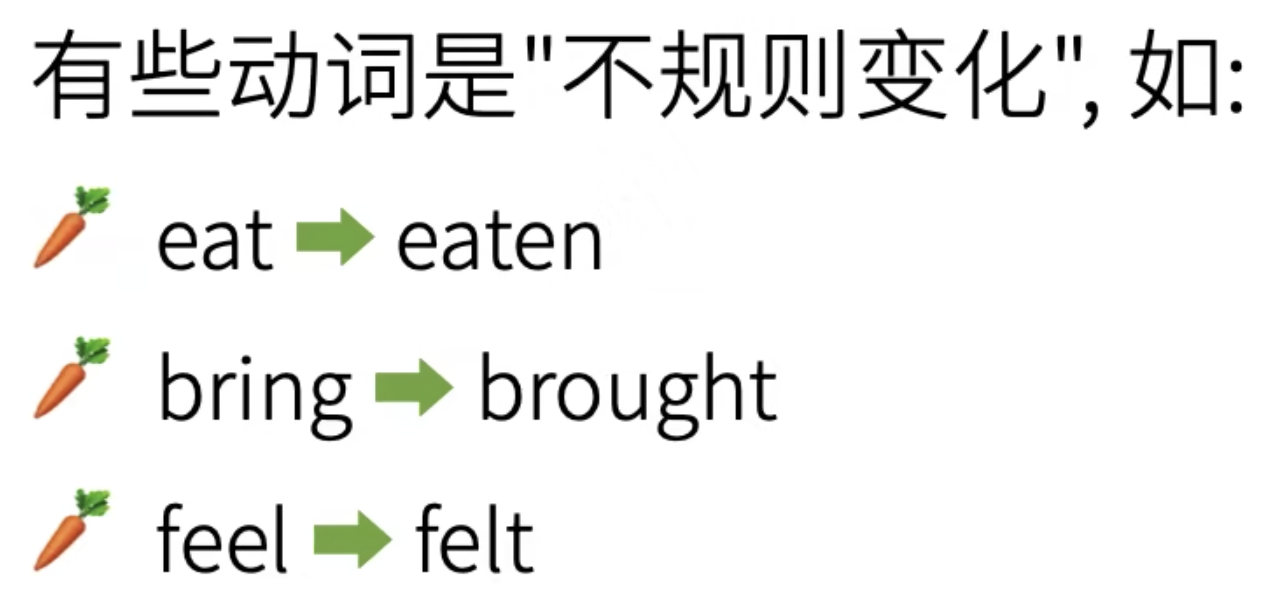 有些动词是"不规则变化", 如:
eat ➡ eaten
bring ➡ brought
feel ➡ felt